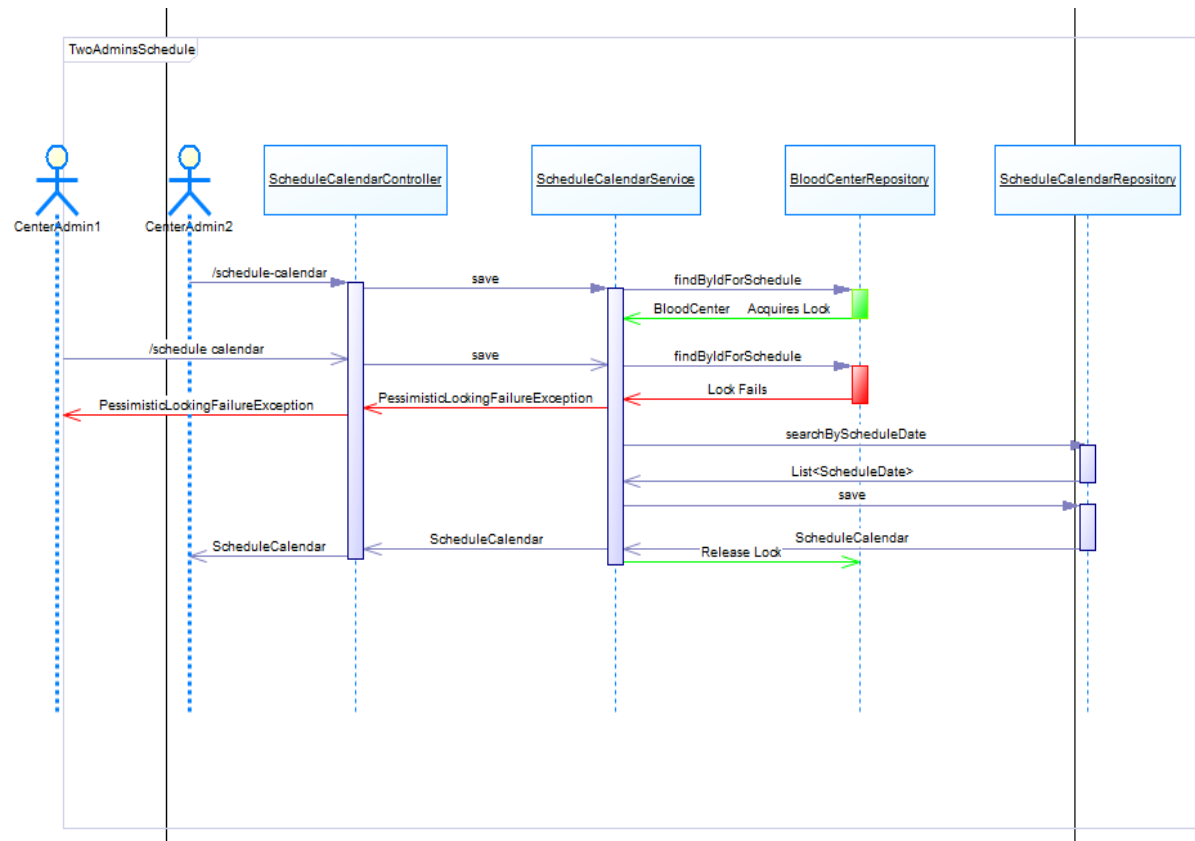 TwoAdminsSchedule
CenterAdmin1
CenterAdmin2
ScheduleCalendarController
ScheduleCalendarService
BloodCenterRepository
ScheduleCalendarRepository
/schedule-calendar
save
findByIdForSchedule
BloodCenter Acquires Lock
/schedule calendar
save
findByIdForSchedule
Lock Fails
PessimisticLockingFailureException
PessimisticLockingFailureException
searchByScheduleDate
List<ScheduleDate>
save
ScheduleCalendar
ScheduleCalendar
ScheduleCalendar
Release Lock